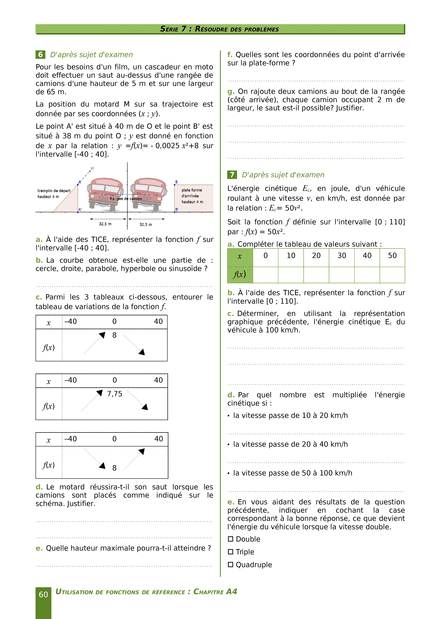 SÉRIE 7 : RÉSOUDRE DES PROBLÈMES
6 D'après sujet d'examen
Pour les besoins d'un film, un cascadeur en moto
doit effectuer un saut au-dessus d'une rangée de
camions d'une hauteur de 5 m et sur une largeur
de 65 m.
La position du motard M sur sa trajectoire est
donnée par ses coordonnées (x ; y).
Le point A' est situé à 40 m de O et le point B' est
situé à 38 m du point O ; y est donné en fonction
de x par la relation : y =f(x)= - 0,0025 x²+8 sur
l'intervalle [-40 ; 40].
tremplin de départ
hauteur 4 m
Rangée de camions
plate forme
d'arrivée
hauteur 4 m
32,5 m
32,5 m
a. À l'aide des TICE, représenter la fonction f sur
l'intervalle [-40 ; 40].
b. La courbe obtenue est-elle une partie de :
cercle, droite, parabole, hyperbole ou sinusoïde ?
c. Parmi les 3 tableaux ci-dessous, entourer le
tableau de variations de la fonction f.
x –40 0 40
8
f(x)
x –40 0 40
7,75
f(x)
x –40 0 40
f(x)
8
d. Le motard réussira-t-il son saut lorsque les
camions sont placés comme indiqué sur le
schéma. Justifier.
e. Quelle hauteur maximale pourra-t-il atteindre ?
f. Quelles sont les coordonnées du point d'arrivée
sur la plate-forme ?
g. On rajoute deux camions au bout de la rangée
(côté arrivée), chaque camion occupant 2 m de
largeur, le saut est-il possible? Justifier.
7 D'après sujet d'examen
L'énergie cinétique Ec, en joule, d'un véhicule
roulant à une vitesse v, en km/h, est donnée par
la relation : Ec= 50v².
Soit la fonction f définie sur l'intervalle [0 ; 110]
par : f(x) = 50x².
a. Compléter le tableau de valeurs suivant :
x 0 10 20 30 40 50
f(x)
b. À l'aide des TICE, représenter la fonction f sur
l'intervalle [0 ; 110].
c. Déterminer, en utilisant la représentation
graphique précédente, l'énergie cinétique Ec du
véhicule à 100 km/h.
d. Par quel nombre est multipliée l'énergie
cinétique si :
• la vitesse passe de 10 à 20 km/h
• la vitesse passe de 20 à 40 km/h
• la vitesse passe de 50 à 100 km/h
e. En vous aidant des résultats de la question
précédente, indiquer en cochant la case
correspondant à la bonne réponse, ce que devient
l'énergie du véhicule lorsque la vitesse double.
☐ Double
☐ Triple
☐ Quadruple
60 UTILISATION DE FONCTIONS DE RÉFÉRENCE : CHAPITRE A4